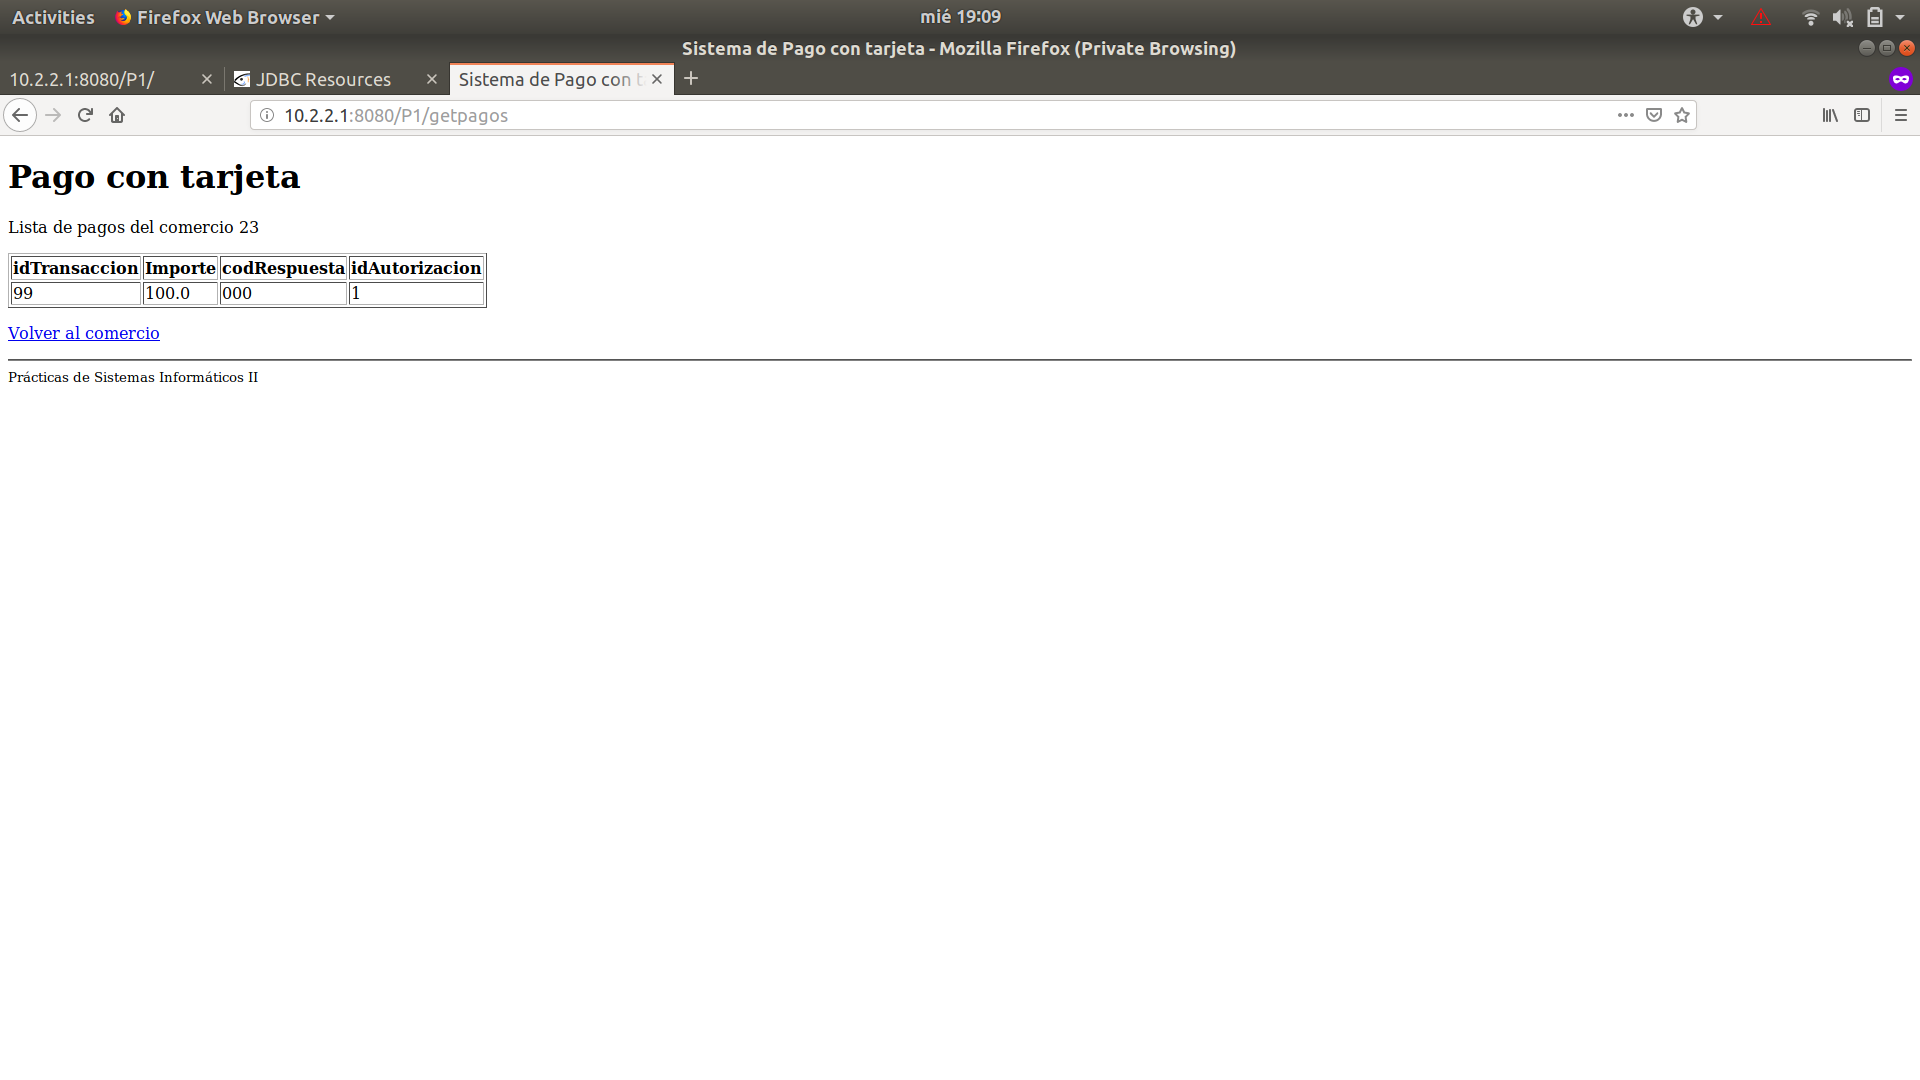 Activities Firefox Web Browser mié 19:09
Sistema de Pago con tarjeta - Mozilla Firefox (Private Browsing)
10.2.2.1:8080/P1/ JDBC Resources Sistema de Pago con t
10.2.2.1:8080/P1/getpagos
Pago con tarjeta
Lista de pagos del comercio 23
idTransaccion Importe codRespuesta idAutorizacion
99 100.0 000 1
Volver al comercio
Prácticas de Sistemas Informáticos II